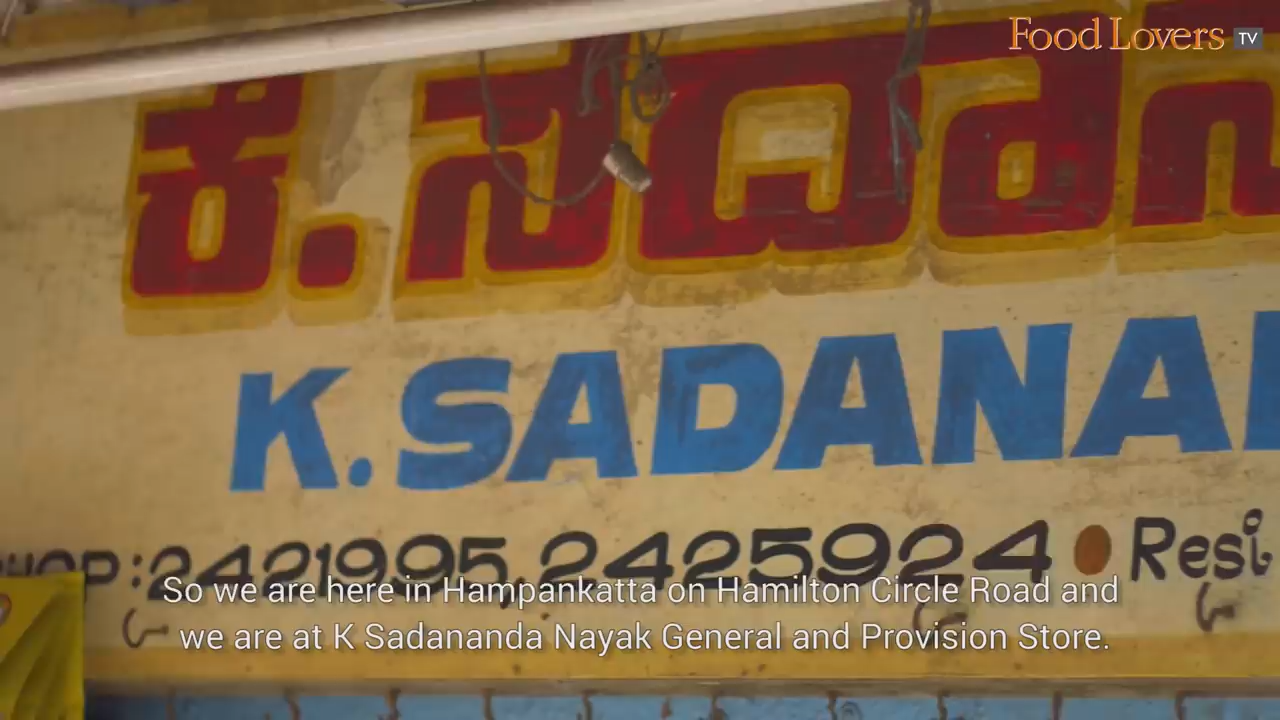 Food Lovers TV
ಕೆ. ಸದಾನ
K. SADANA
SHOP: 2421995, 2425924 • Resi
So we are here in Hampankatta on Hamilton Circle Road and
we are at K Sadananda Nayak General and Provision Store.